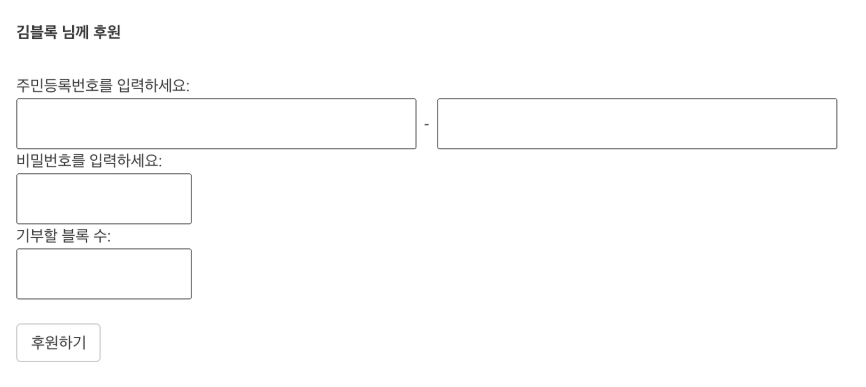 김블록 님께 후원
주민등록번호를 입력하세요:
-
비밀번호를 입력하세요:
기부할 블록 수:
후원하기